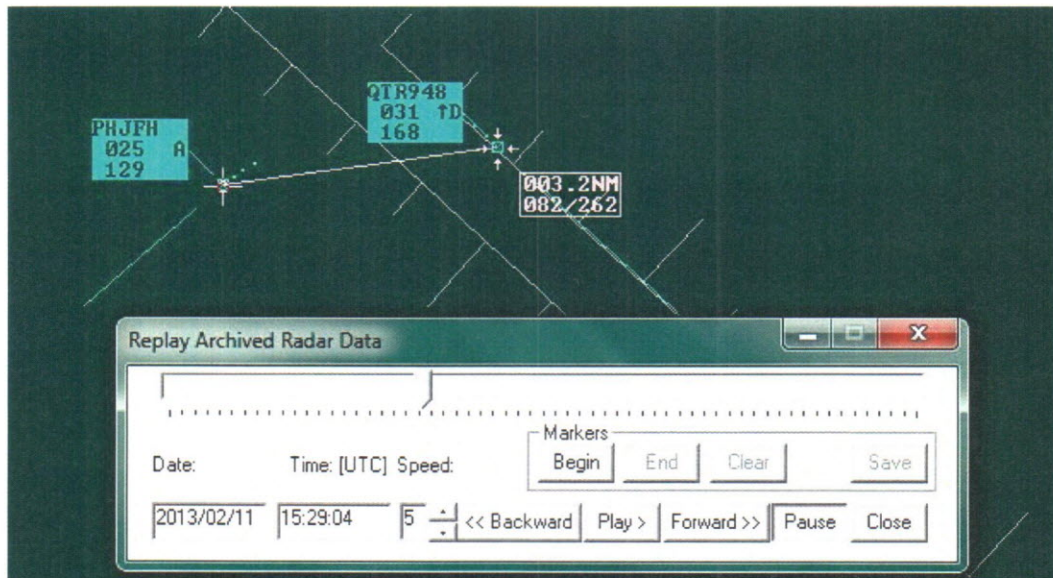 QTR948
031 ↑D
168
PHJFH
025 A
129
003.2NM
082/262
Replay Archived Radar Data
Markers
Begin End Clear Save
Date: Time: [UTC] Speed:
2013/02/11 15:29:04 5 << Backward Play > Forward >> Pause Close